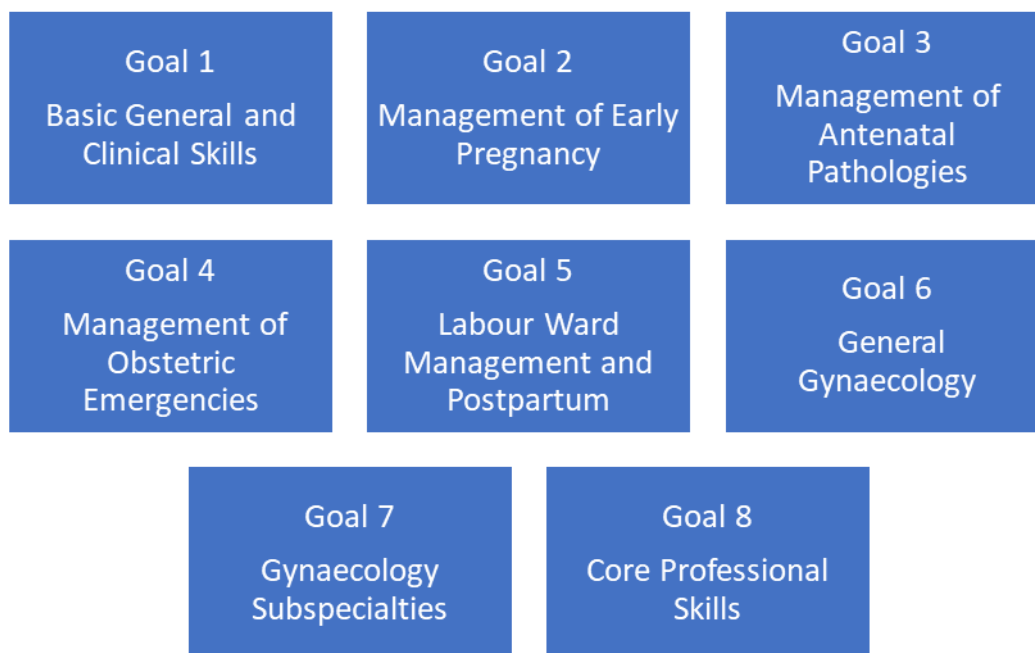 Goal 1
Basic General and
Clinical Skills
Goal 2
Management of Early
Pregnancy
Goal 3
Management of
Antenatal
Pathologies
Goal 4
Management of
Obstetric
Emergencies
Goal 5
Labour Ward
Management and
Postpartum
Goal 6
General
Gynaecology
Goal 7
Gynaecology
Subspecialties
Goal 8
Core Professional
Skills